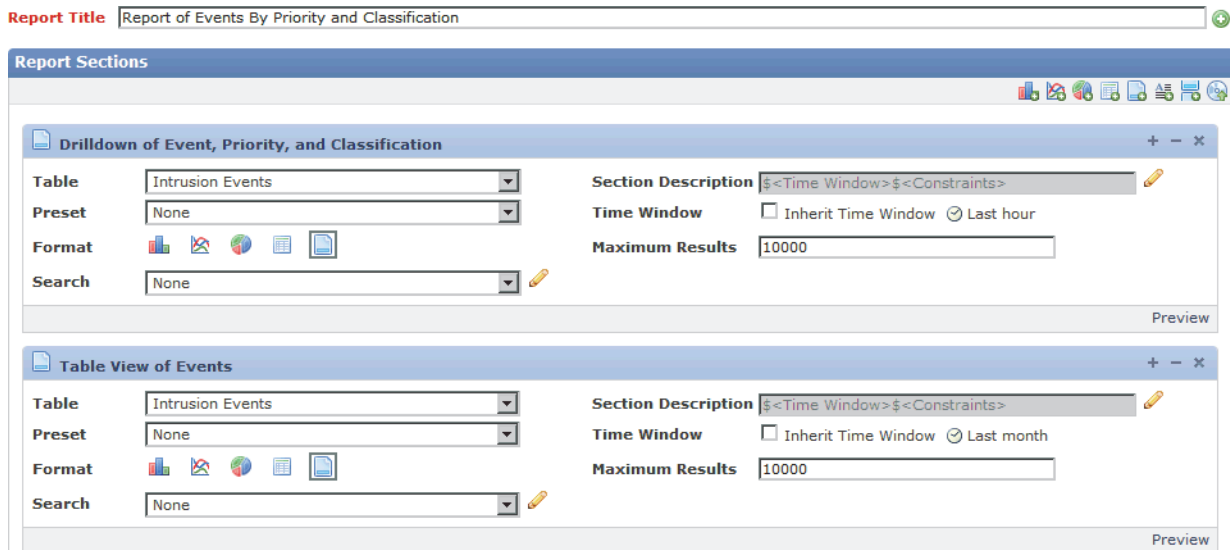 Report Title Report of Events By Priority and Classification
Report Sections
Drilldown of Event, Priority, and Classification
Table Intrusion Events Section Description $<Time Window>$<Constraints>
Preset None Time Window Inherit Time Window Last hour
Format Maximum Results 10000
Search None
Preview
Table View of Events
Table Intrusion Events Section Description $<Time Window>$<Constraints>
Preset None Time Window Inherit Time Window Last month
Format Maximum Results 10000
Search None
Preview